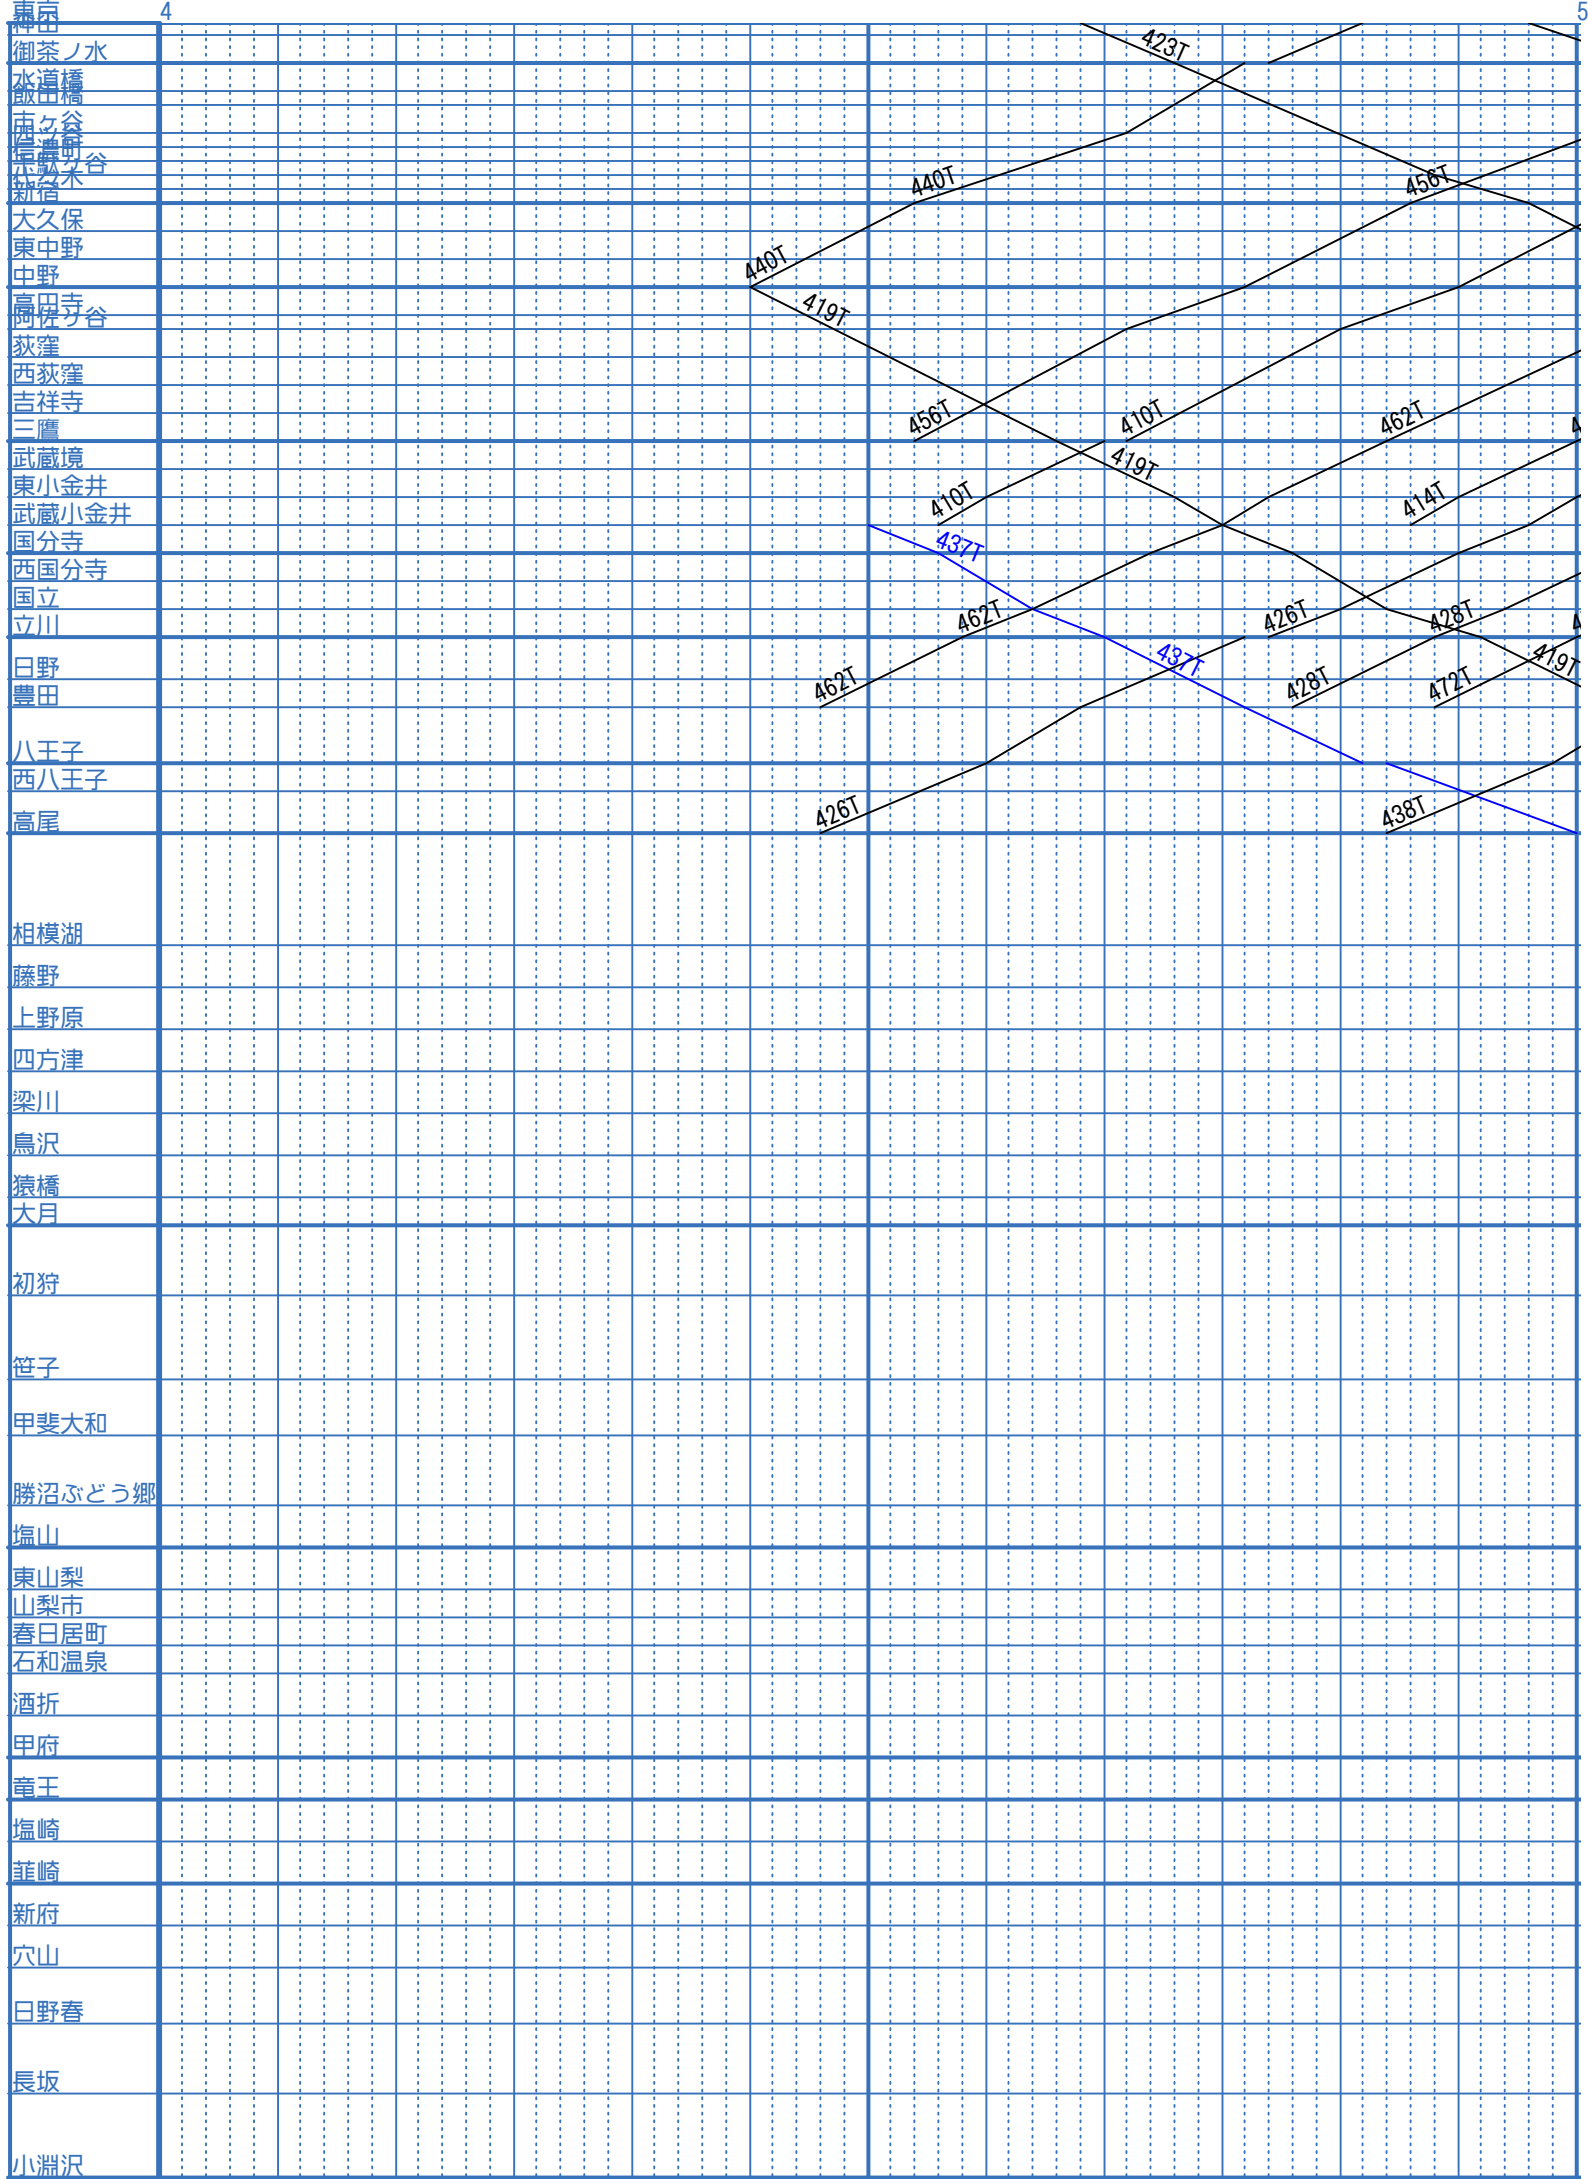 東京
4
5
神田
御茶ノ水
423T
水道橋
飯田橋
市ヶ谷
四ツ谷
信濃町
千駄ヶ谷
代々木
440T
456T
新宿
大久保
東中野
440T
中野
高円寺
419T
阿佐ヶ谷
荻窪
西荻窪
吉祥寺
456T
410T
462T
三鷹
武蔵境
419T
東小金井
410T
414T
武蔵小金井
国分寺
437T
西国分寺
国立
462T
426T
428T
立川
437T
419T
日野
462T
428T
472T
豊田
八王子
西八王子
426T
438T
高尾
相模湖
藤野
上野原
四方津
梁川
鳥沢
猿橋
大月
初狩
笹子
甲斐大和
勝沼ぶどう郷
塩山
東山梨
山梨市
春日居町
石和温泉
酒折
甲府
竜王
塩崎
韮崎
新府
穴山
日野春
長坂
小淵沢